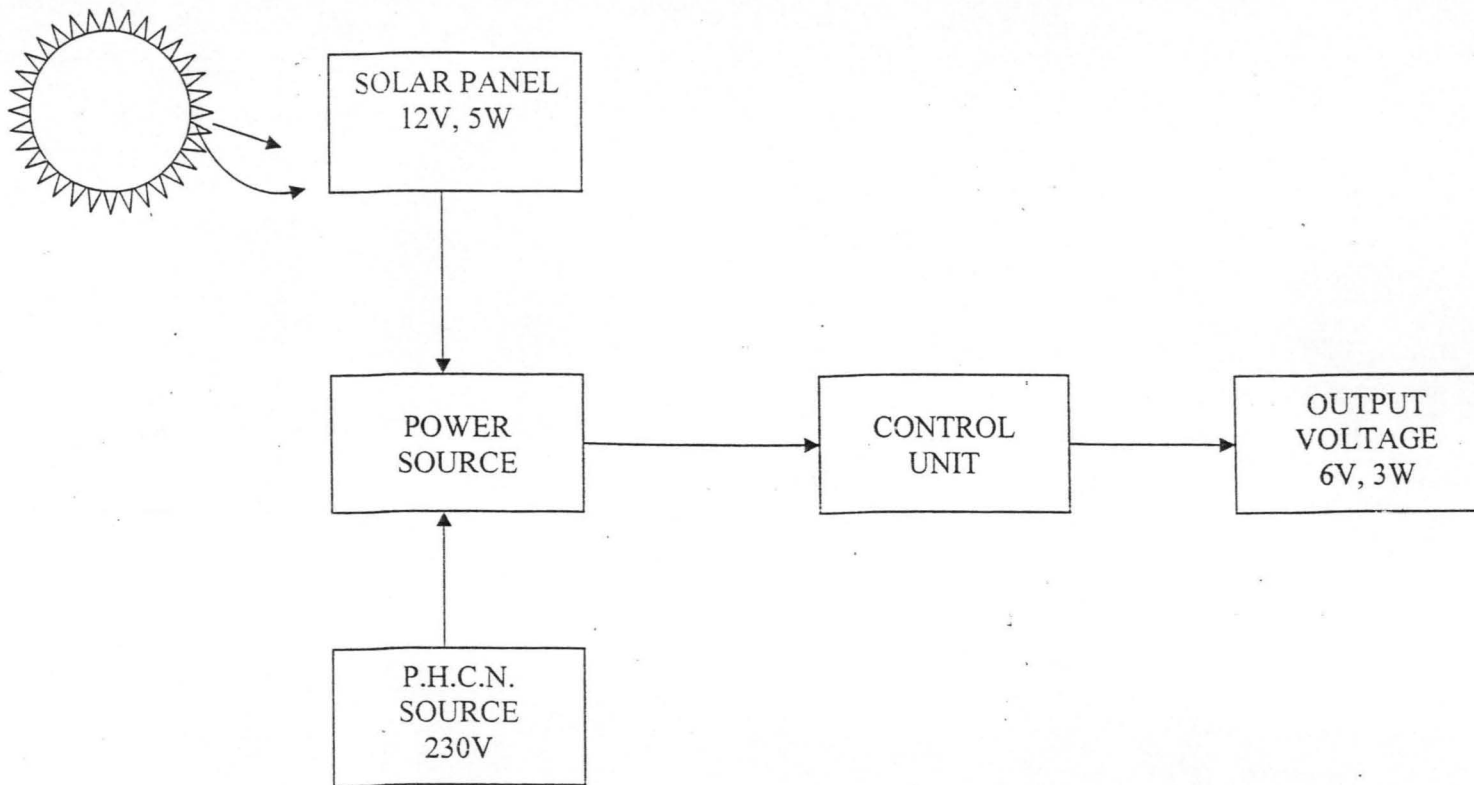 SOLAR PANEL
12V, 5W
POWER
SOURCE
CONTROL
UNIT
OUTPUT
VOLTAGE
6V, 3W
P.H.C.N.
SOURCE
230V